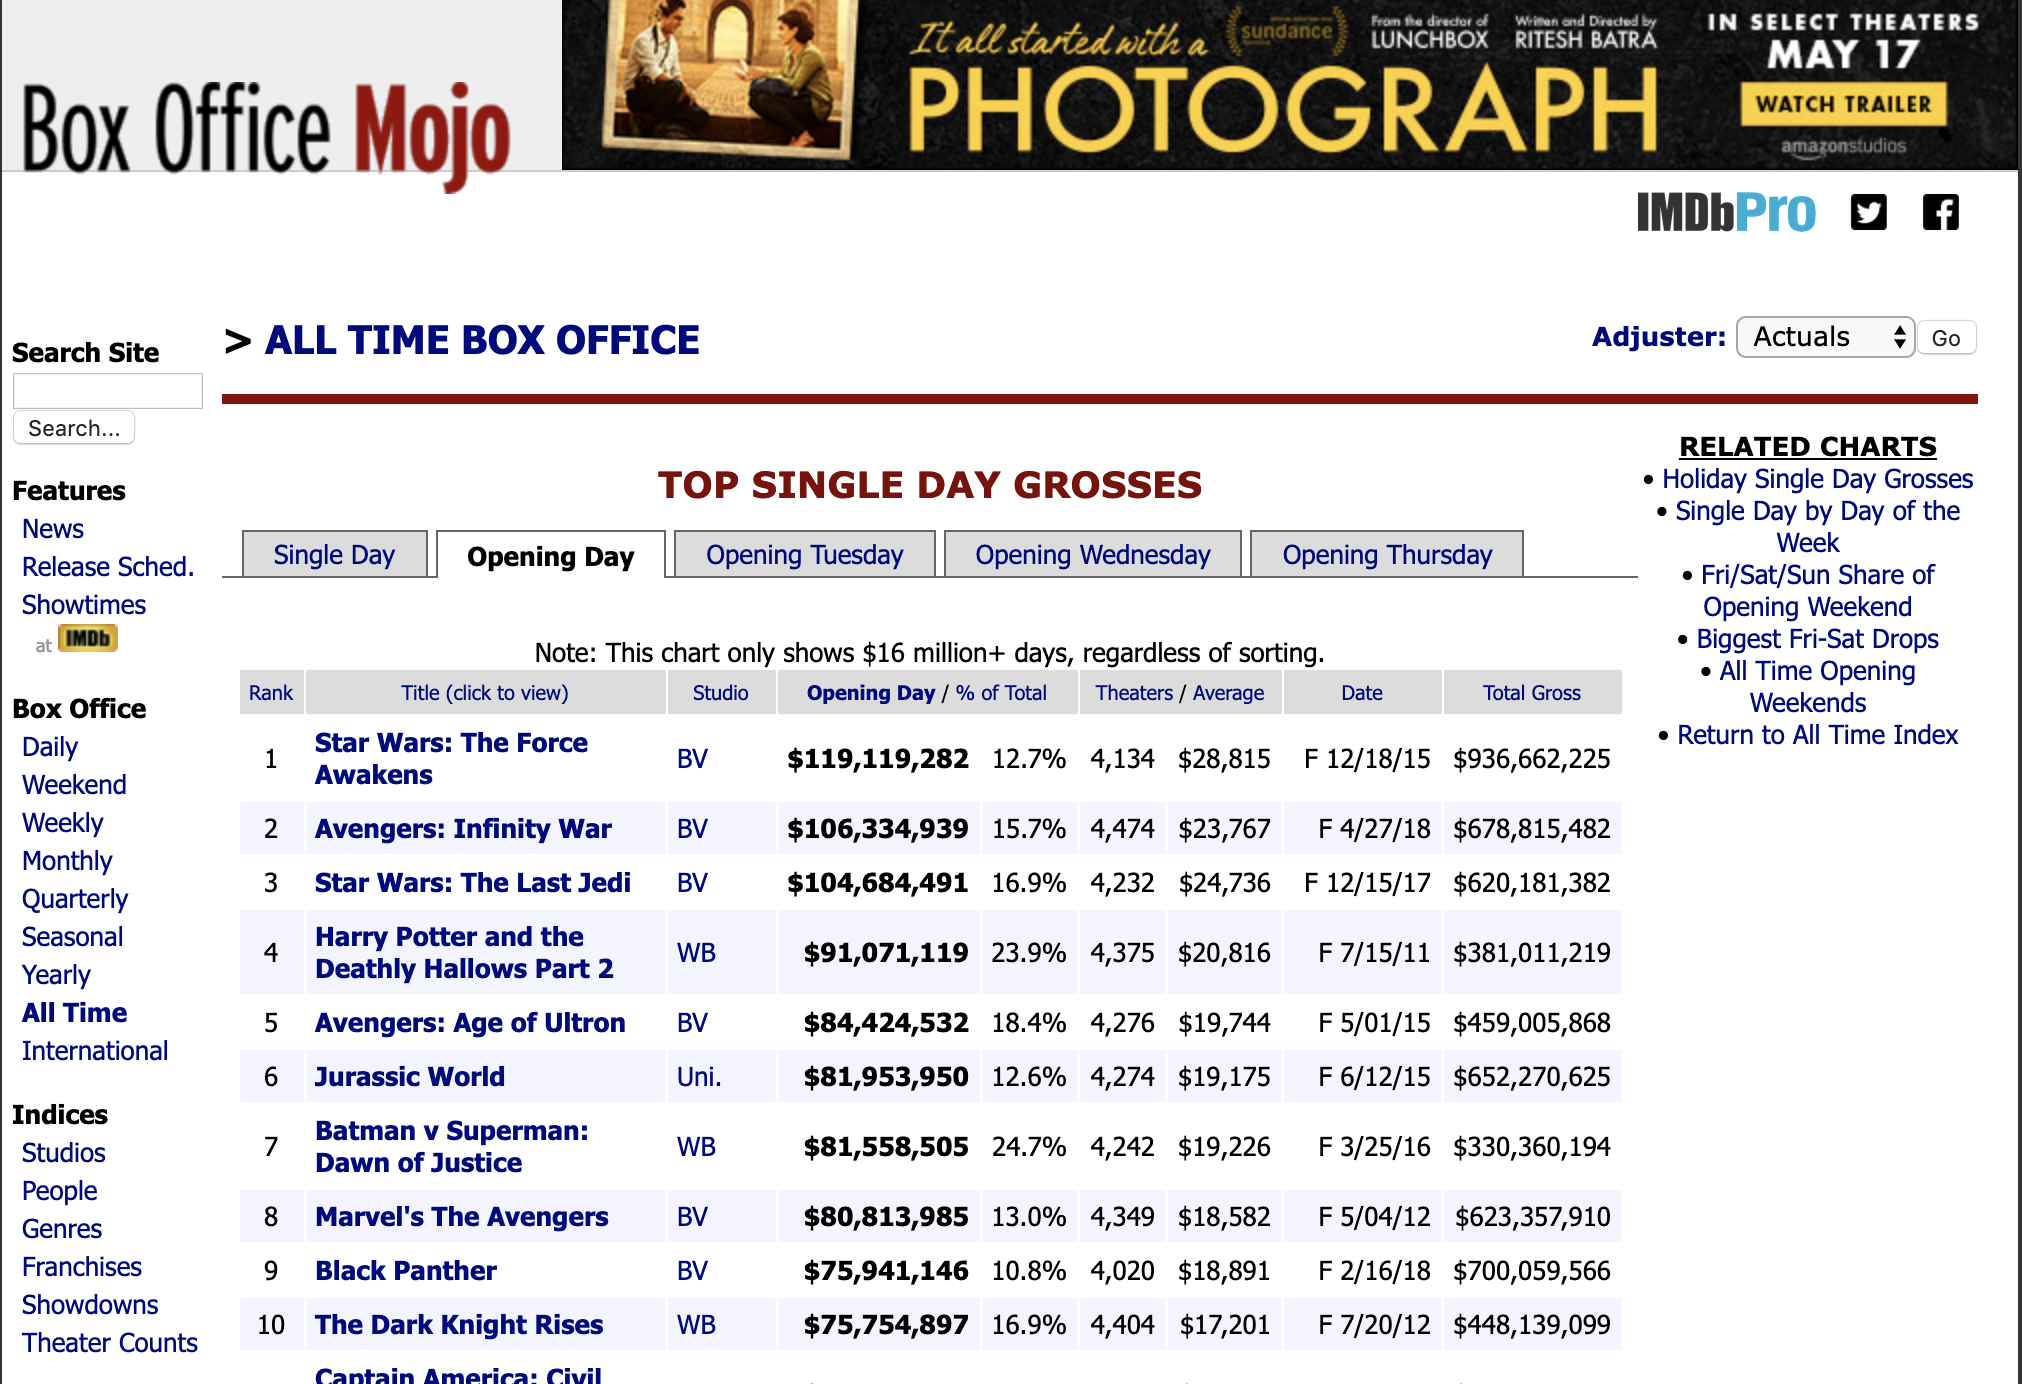 It all started with a
PHOTOGRAPH
sundance
From the director of
LUNCHBOX
Written and Directed by
RITESH BATRA
IN SELECT THEATERS
MAY 17
WATCH TRAILER
amazonstudios
Box Office Mojo
IMDbPro
Search Site
Search...
Features
News
Release Sched.
Showtimes
at IMDb
Box Office
Daily
Weekend
Weekly
Monthly
Quarterly
Seasonal
Yearly
All Time
International
Indices
Studios
People
Genres
Franchises
Showdowns
Theater Counts
> ALL TIME BOX OFFICE
Adjuster: Actuals Go
TOP SINGLE DAY GROSSES
Single Day Opening Day Opening Tuesday Opening Wednesday Opening Thursday
Note: This chart only shows $16 million+ days, regardless of sorting.
Rank Title (click to view) Studio Opening Day / % of Total Theaters / Average Date Total Gross
1 Star Wars: The Force
Awakens BV $119,119,282 12.7% 4,134 $28,815 F 12/18/15 $936,662,225
2 Avengers: Infinity War BV $106,334,939 15.7% 4,474 $23,767 F 4/27/18 $678,815,482
3 Star Wars: The Last Jedi BV $104,684,491 16.9% 4,232 $24,736 F 12/15/17 $620,181,382
4 Harry Potter and the
Deathly Hallows Part 2 WB $91,071,119 23.9% 4,375 $20,816 F 7/15/11 $381,011,219
5 Avengers: Age of Ultron BV $84,424,532 18.4% 4,276 $19,744 F 5/01/15 $459,005,868
6 Jurassic World Uni. $81,953,950 12.6% 4,274 $19,175 F 6/12/15 $652,270,625
7 Batman v Superman:
Dawn of Justice WB $81,558,505 24.7% 4,242 $19,226 F 3/25/16 $330,360,194
8 Marvel's The Avengers BV $80,813,985 13.0% 4,349 $18,582 F 5/04/12 $623,357,910
9 Black Panther BV $75,941,146 10.8% 4,020 $18,891 F 2/16/18 $700,059,566
10 The Dark Knight Rises WB $75,754,897 16.9% 4,404 $17,201 F 7/20/12 $448,139,099
Captain America: Civil
RELATED CHARTS
• Holiday Single Day Grosses
• Single Day by Day of the
Week
• Fri/Sat/Sun Share of
Opening Weekend
• Biggest Fri-Sat Drops
• All Time Opening
Weekends
• Return to All Time Index